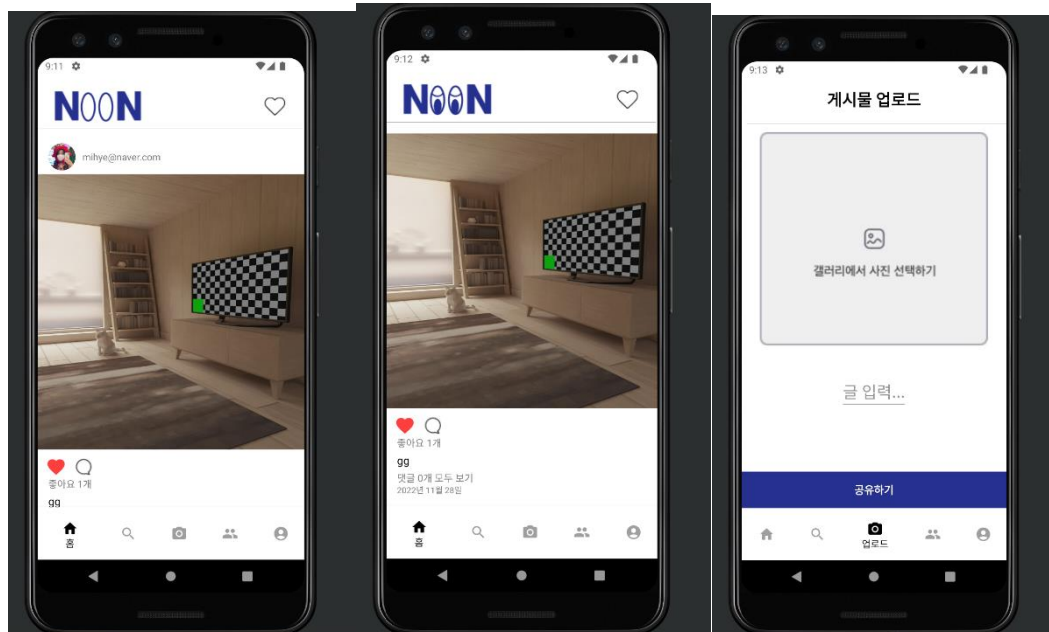 9:11
NOON
mihye@naver.com
좋아요 1개
gg
홈
9:12
NOON
좋아요 1개
gg
댓글 0개 모두 보기
2022년 11월 28일
홈
9:13
게시물 업로드
갤러리에서 사진 선택하기
글 입력...
공유하기
업로드